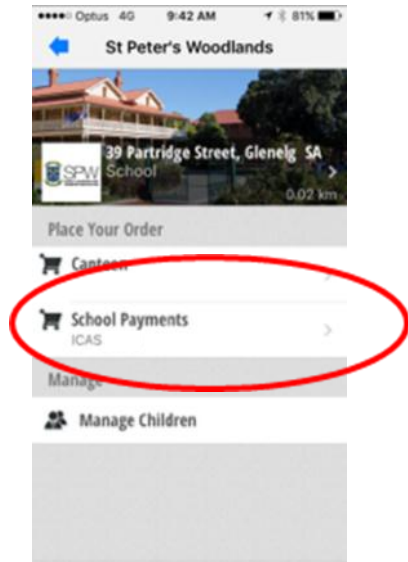 Optus 4G 9:42 AM 81%
St Peter's Woodlands
39 Partridge Street, Glenelg SA
SPW School
0.02 km
Place Your Order
Canteen
School Payments
ICAS
Manage
Manage Children